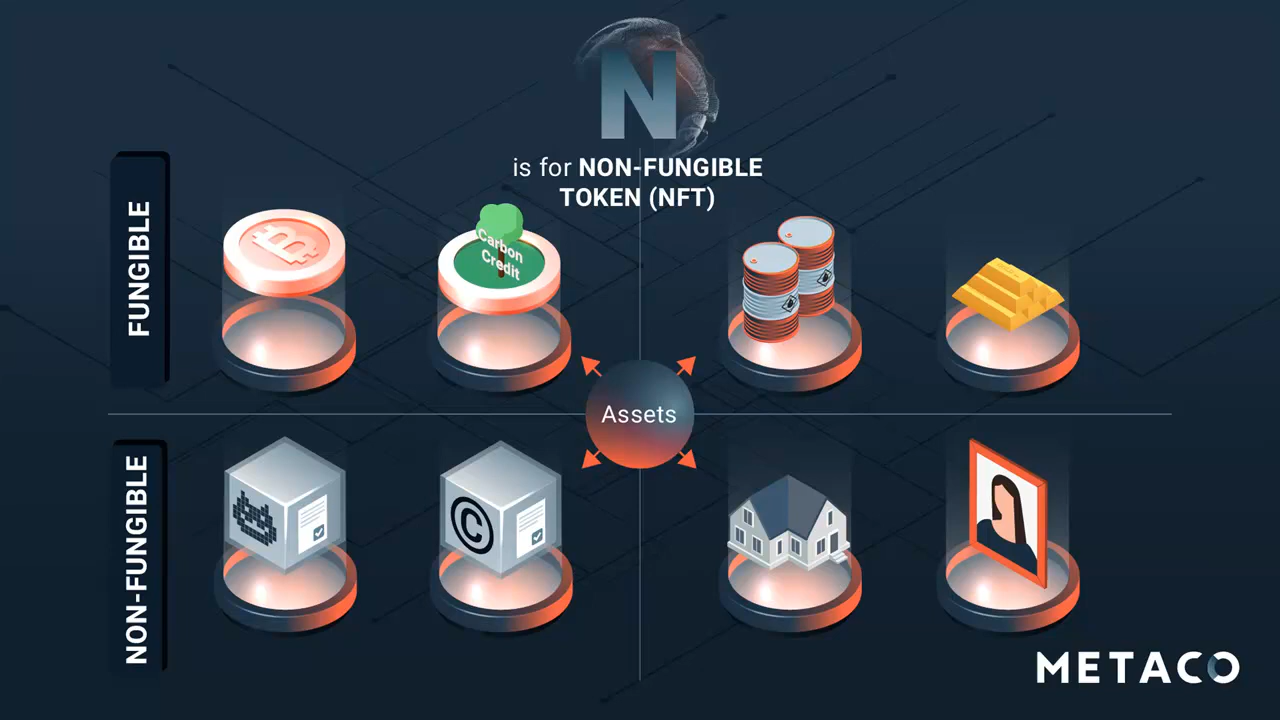 N
is for NON-FUNGIBLE
TOKEN (NFT)
FUNGIBLE
Carbon
Credit
Assets
NON-FUNGIBLE
©
METACO